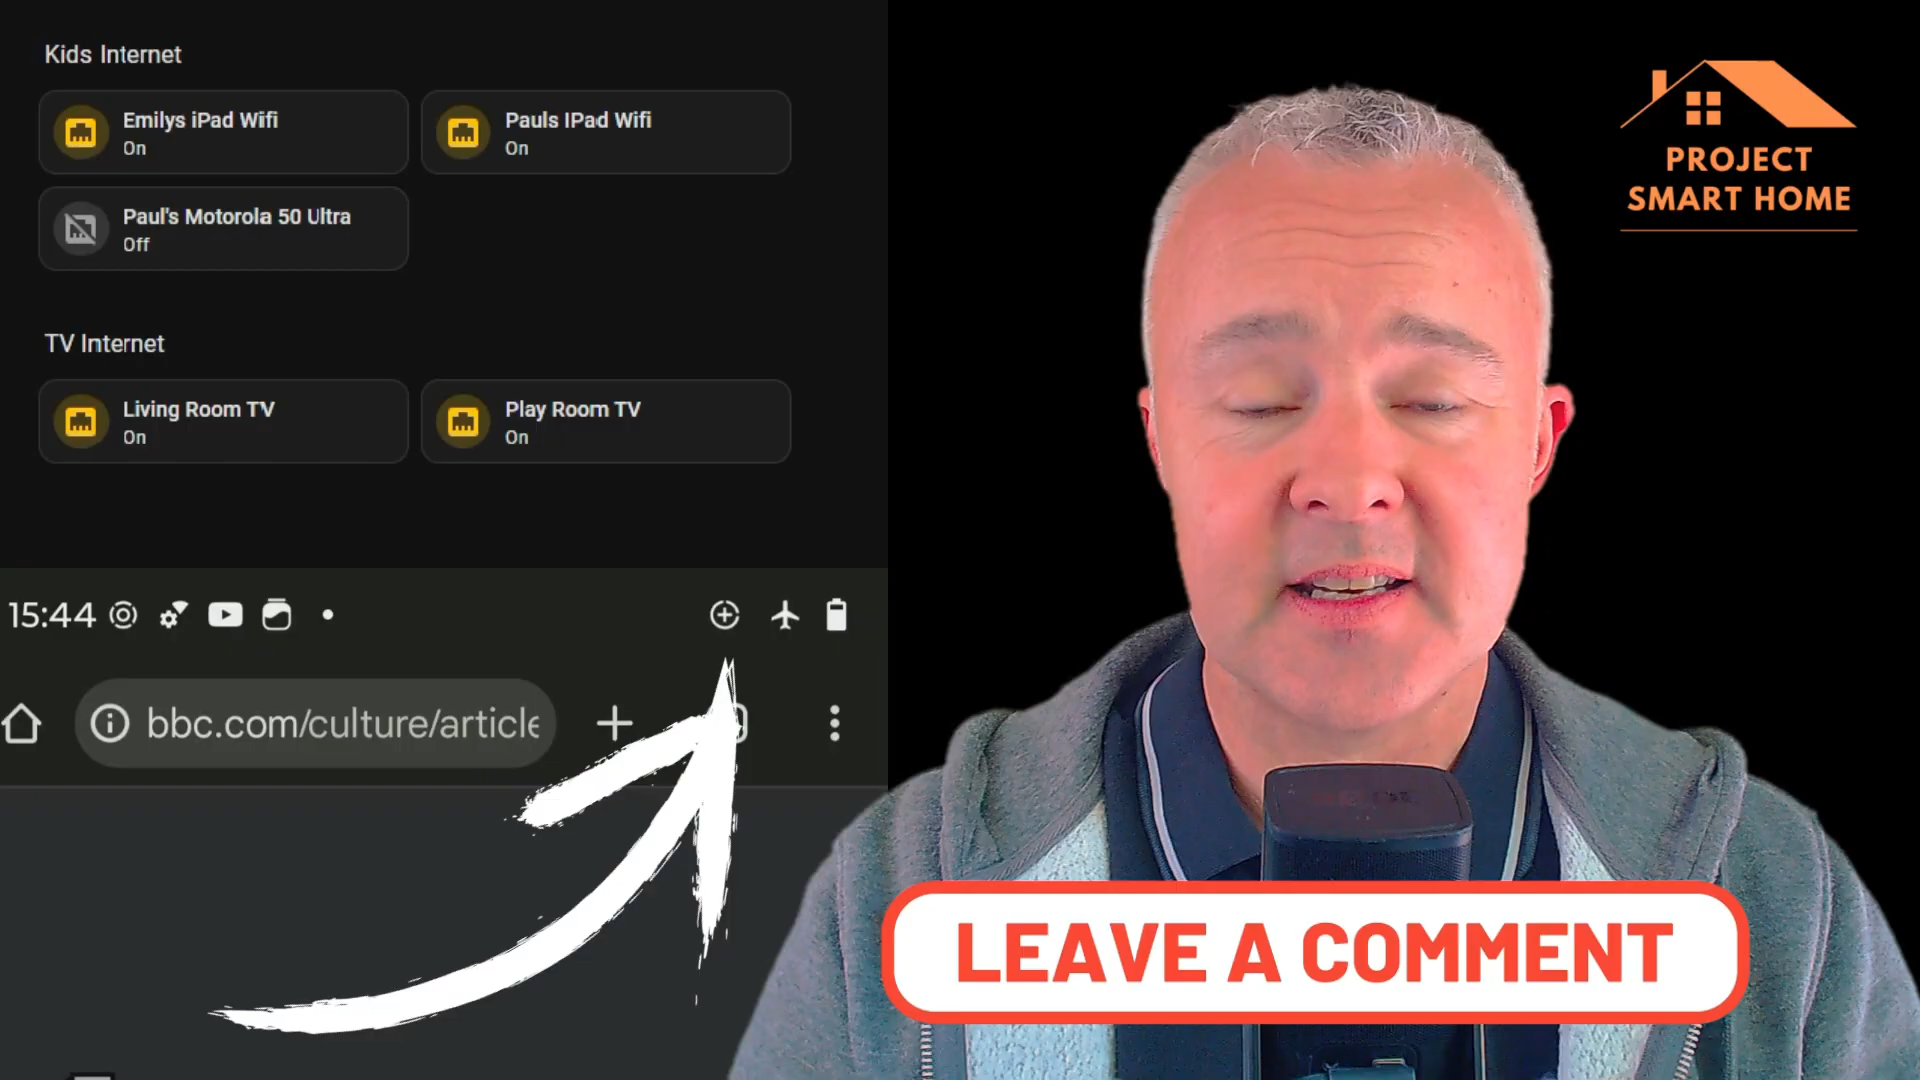 Kids Internet
Emilys iPad Wifi
On
Pauls IPad Wifi
On
Paul's Motorola 50 Ultra
Off
TV Internet
Living Room TV
On
Play Room TV
On
15:44
bbc.com/culture/article
PROJECT
SMART HOME
LEAVE A COMMENT